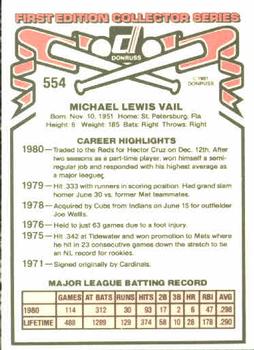 FIRST EDITION COLLECTOR SERIES
DONRUSS
554
© 1981
DONRUSS
MICHAEL LEWIS VAIL
Born: Nov. 10, 1951 Home: St. Petersburg, Fla
Height: 6 Weight: 185 Bats: Right Throws: Right
CAREER HIGHLIGHTS
1980—Traded to the Reds for Hector Cruz on Dec. 12th. After
two seasons as a part-time player, won himself a semi-
regular job and responded with his highest average as
a major leaguer.
1979—Hit .333 with runners in scoring position. Had grand slam
homer June 30 vs. former mates, the Mets.
1978—Acquired by Cubs from Indians on June 15 for outfielder
Joe Wallis.
1976—Held to just 63 games due to a foot injury.
1975—Hit .342 at Tidewater and won promotion to Mets where
he hit in 23 consecutive games down the stretch to tie an
NL record for rookies.
1971—Signed originally by Cardinals.
MAJOR LEAGUE BATTING RECORD
GAMES AT BATS RUNS HITS 2B 3B HR RBI AVG
1980 114 312 30 93 17 2 6 47 .298
LIFETIME 488 1289 129 374 58 10 28 178 .290